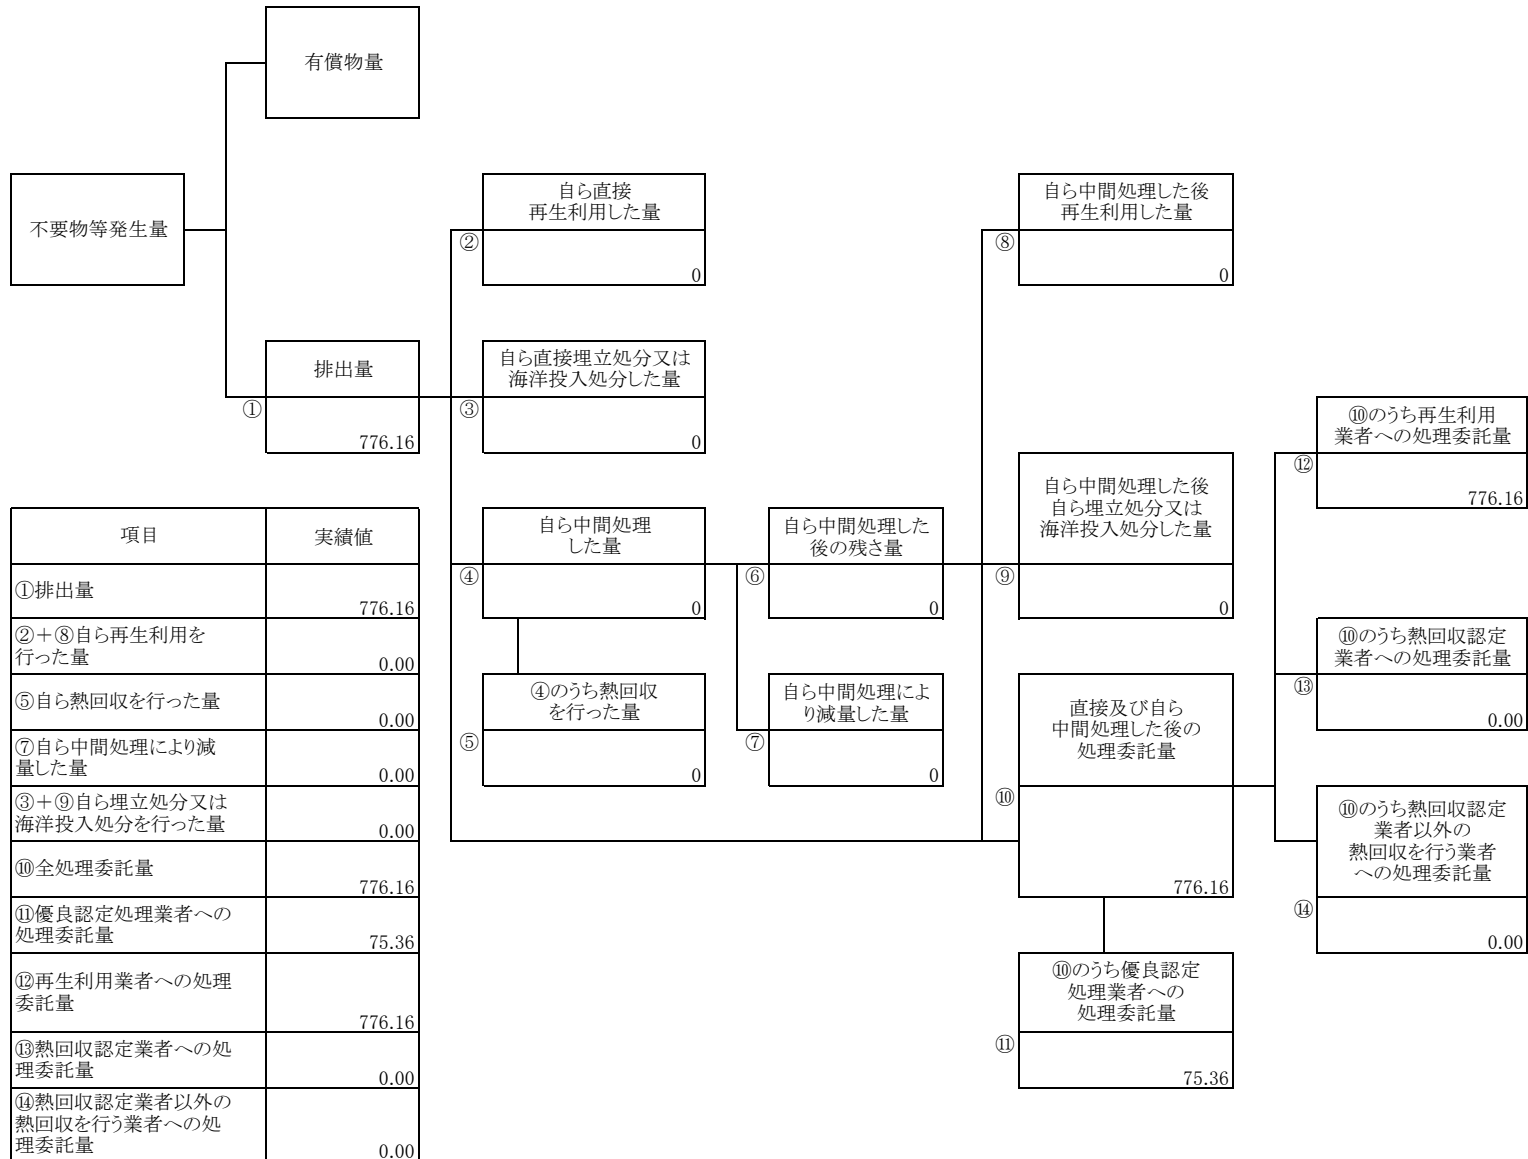 有償物量
不要物等発生量
自ら直接
再生利用した量
②
0
自ら中間処理した後
再生利用した量
⑧
0
排出量
①
776.16
自ら直接埋立処分又は
海洋投入処分した量
③
0
⑩のうち再生利用
業者への処理委託量
⑫
776.16
自ら中間処理
した量
④
0
自ら中間処理した
後の残さ量
⑥
0
自ら中間処理した後
自ら埋立処分又は
海洋投入処分した量
⑨
0
⑩のうち熱回収認定
業者への処理委託量
⑬
0.00
④のうち熱回収
を行った量
⑤
0
自ら中間処理によ
り減量した量
⑦
0
直接及び自ら
中間処理した後の
処理委託量
⑩
776.16
⑩のうち熱回収認定
業者以外の
熱回収を行う業者
への処理委託量
⑭
0.00
⑩のうち優良認定
処理業者への
処理委託量
⑪
75.36
項目
実績値
①排出量
776.16
②+⑧自ら再生利用を
行った量
0.00
⑤自ら熱回収を行った量
0.00
⑦自ら中間処理により減
量した量
0.00
③+⑨自ら埋立処分又は
海洋投入処分を行った量
0.00
⑩全処理委託量
776.16
⑪優良認定処理業者への
処理委託量
75.36
⑫再生利用業者への処理
委託量
776.16
⑬熱回収認定業者への処
理委託量
0.00
⑭熱回収認定業者以外の
熱回収を行う業者への処
理委託量
0.00